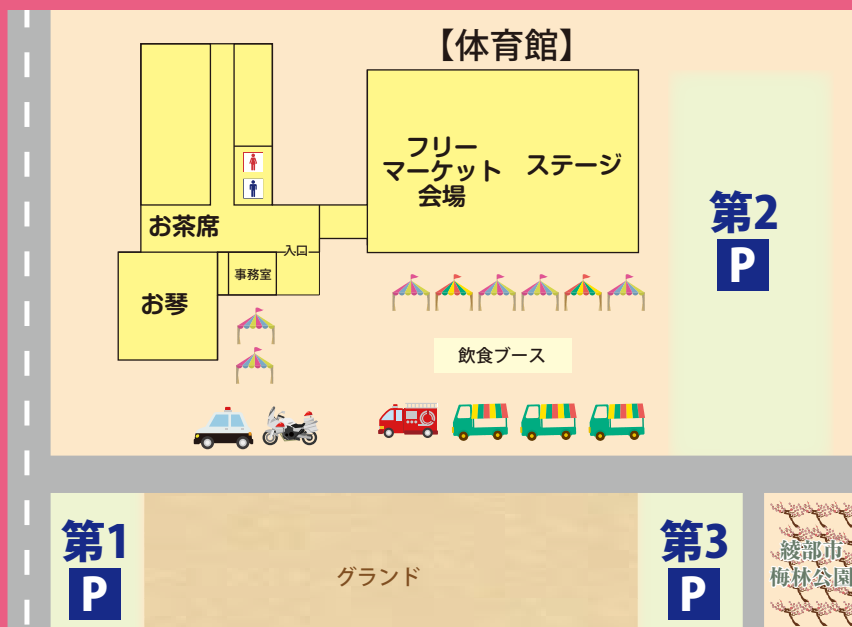 【体育館】
フリー
マーケット
会場
ステージ
第2
P
お茶席
入口
事務室
お琴
飲食ブース
第1
P
グランド
第3
P
綾部市
梅林公園